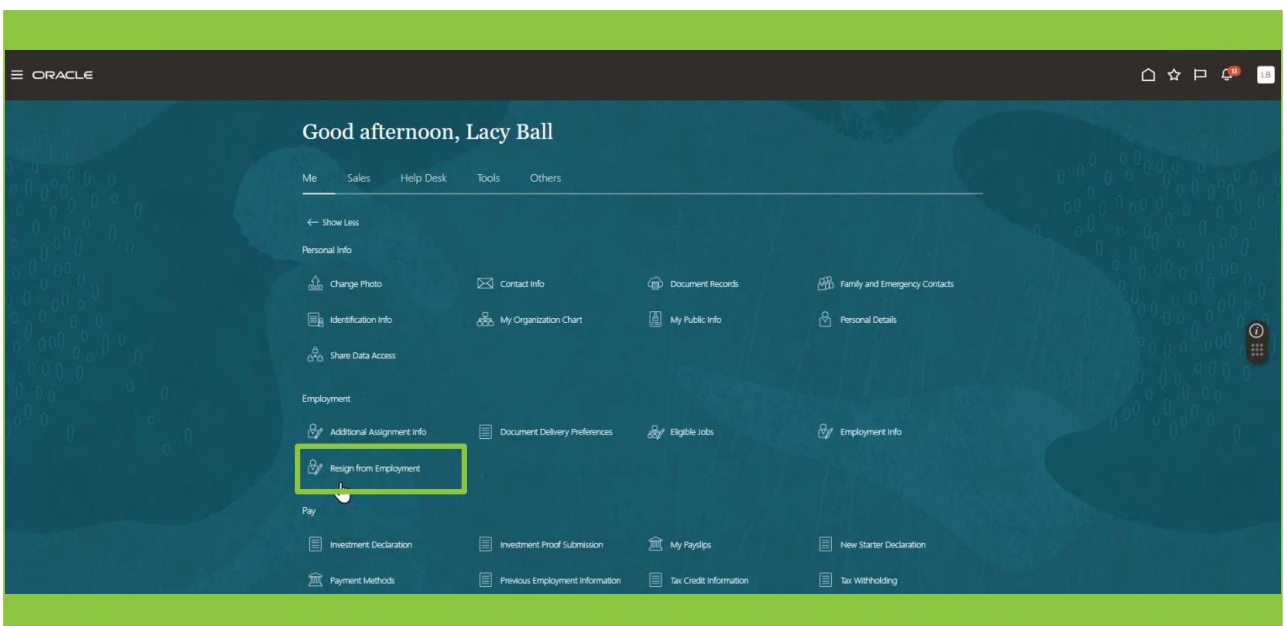 ORACLE
LB
Good afternoon, Lacy Ball
Me Sales Help Desk Tools Others
Show Less
Personal Info
Change Photo Contact Info Document Records Family and Emergency Contacts
Identification Info My Organization Chart My Public Info Personal Details
Share Data Access
Employment
Additional Assignment Info Document Delivery Preferences Eligible Jobs Employment Info
Resign from Employment
Pay
Investment Declaration Investment Proof Submission My Payslips New Starter Declaration
Payment Methods Previous Employment Information Tax Credit Information Tax Withholding